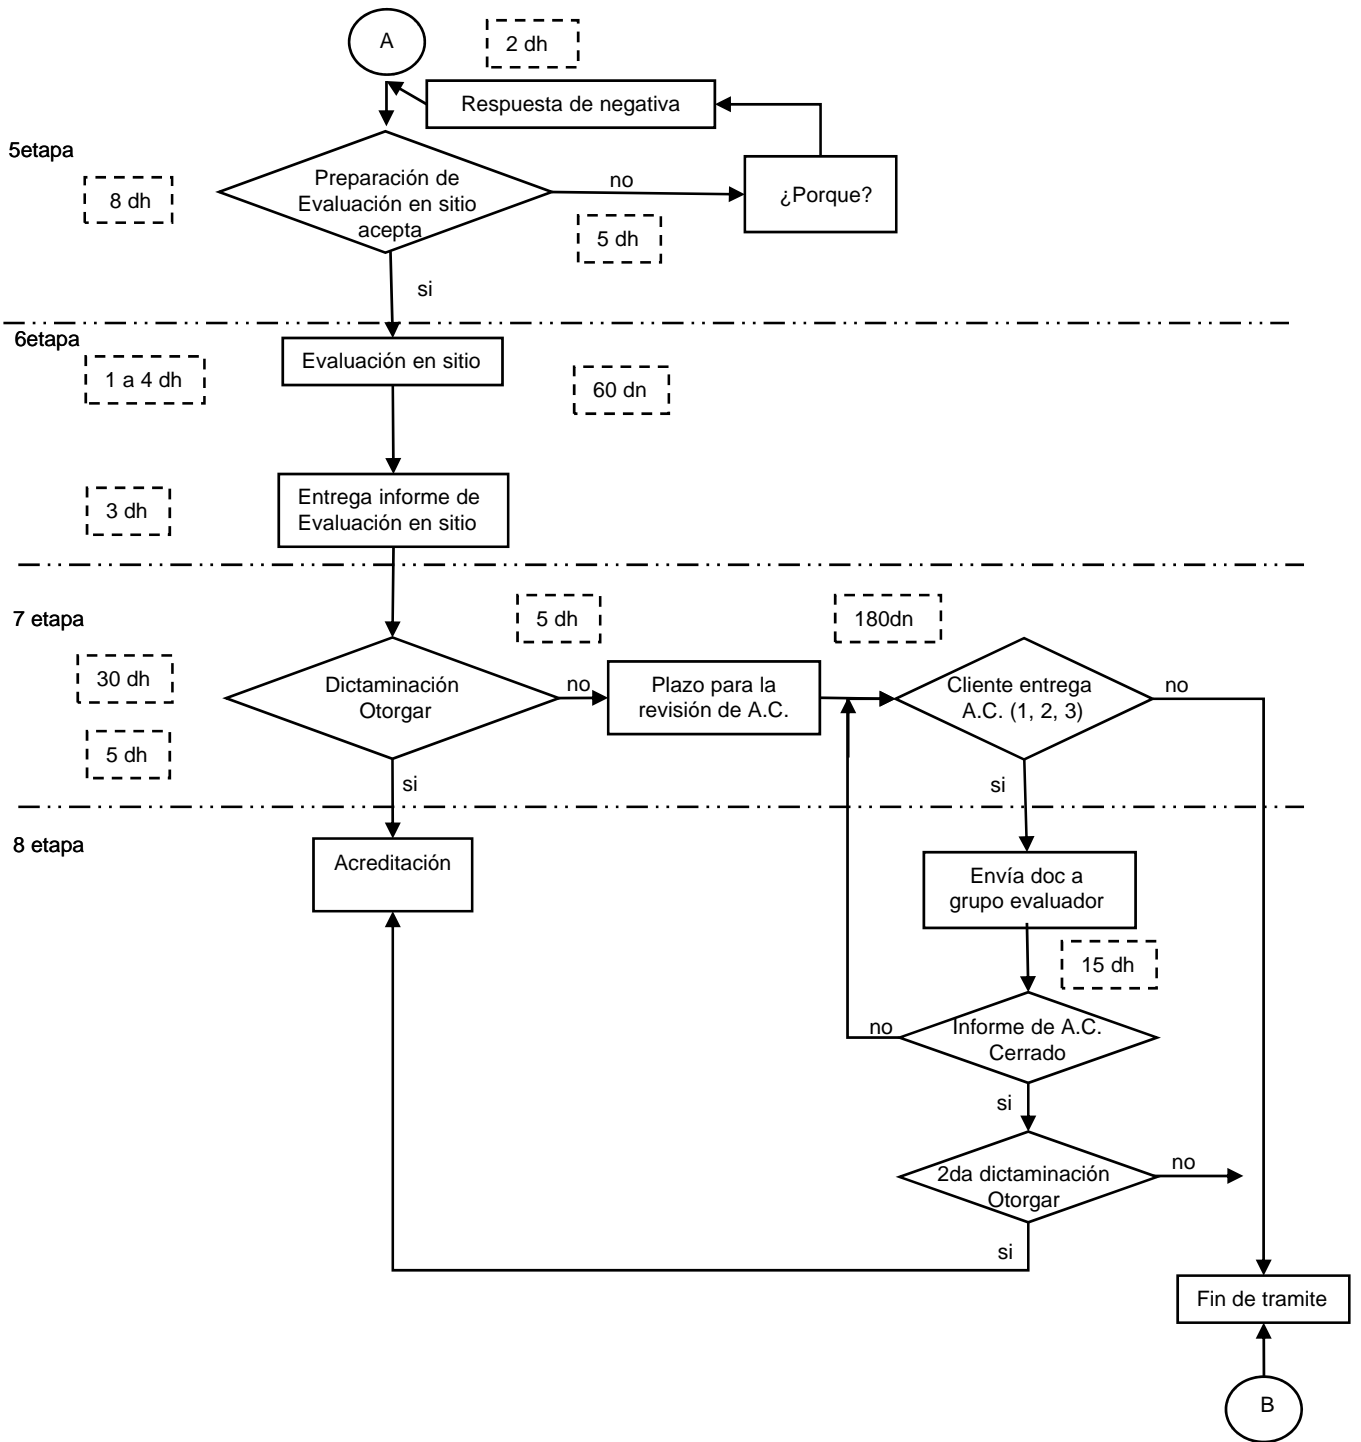 A
2 dh
Respuesta de negativa
5etapa
8 dh
Preparación de
Evaluación en sitio
acepta
no
5 dh
¿Porque?
si
6etapa
1 a 4 dh
Evaluación en sitio
60 dn
3 dh
Entrega informe de
Evaluación en sitio
7 etapa
5 dh
180dn
30 dh
5 dh
Dictaminación
Otorgar
no
Plazo para la
revisión de A.C.
Cliente entrega
A.C. (1, 2, 3)
no
si
si
8 etapa
Acreditación
Envía doc a
grupo evaluador
15 dh
no
Informe de A.C.
Cerrado
si
2da dictaminación
Otorgar
no
si
Fin de tramite
B